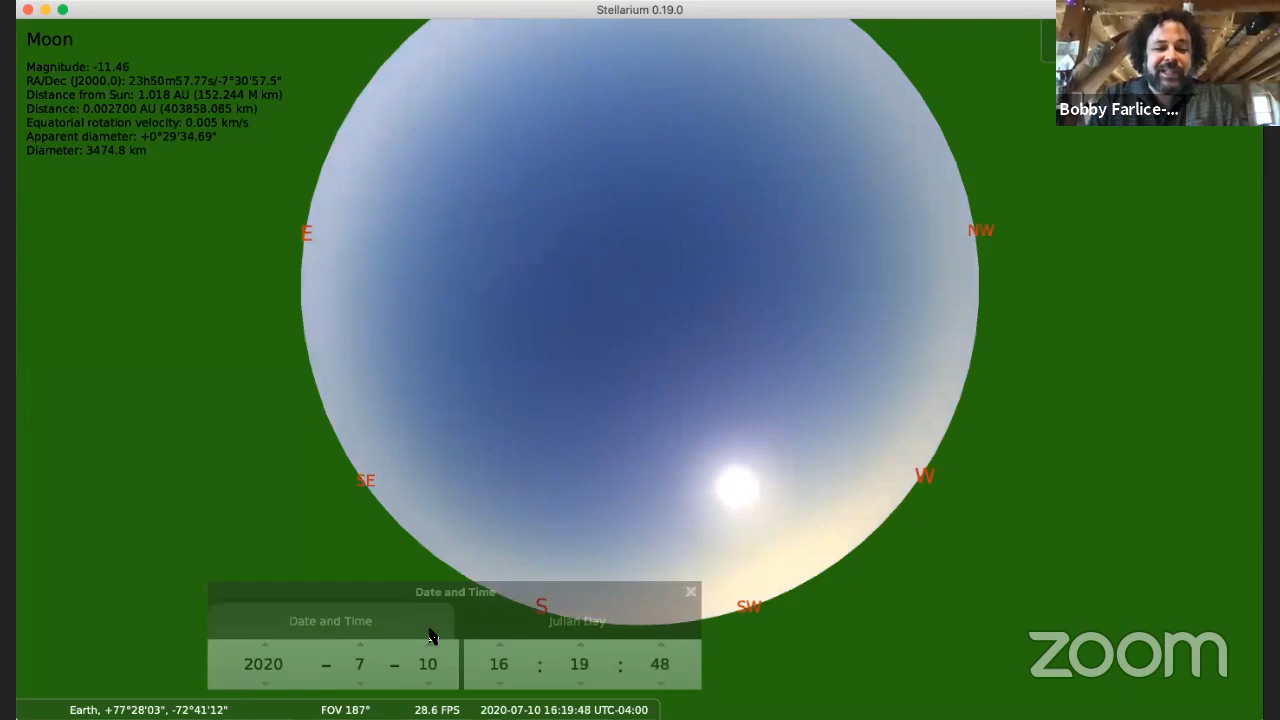 Stellarium 0.19.0
Moon
Magnitude: -11.46
RA/Dec (J2000.0): 23h50m57.77s/-7°30'57.5"
Distance from Sun: 1.018 AU (152.244 M km)
Distance: 0.002700 AU (403858.065 km)
Equatorial rotation velocity: 0.005 km/s
Apparent diameter: +0°29'34.69"
Diameter: 3474.8 km
Bobby Farlice-...
E
NW
SE
W
S
SW
Date and Time
Date and Time
Julian Day
2020 - 7 - 10 16 : 19 : 48
zoom
Earth, +77°28'03", -72°41'12" FOV 187° 28.6 FPS 2020-07-10 16:19:48 UTC-04:00